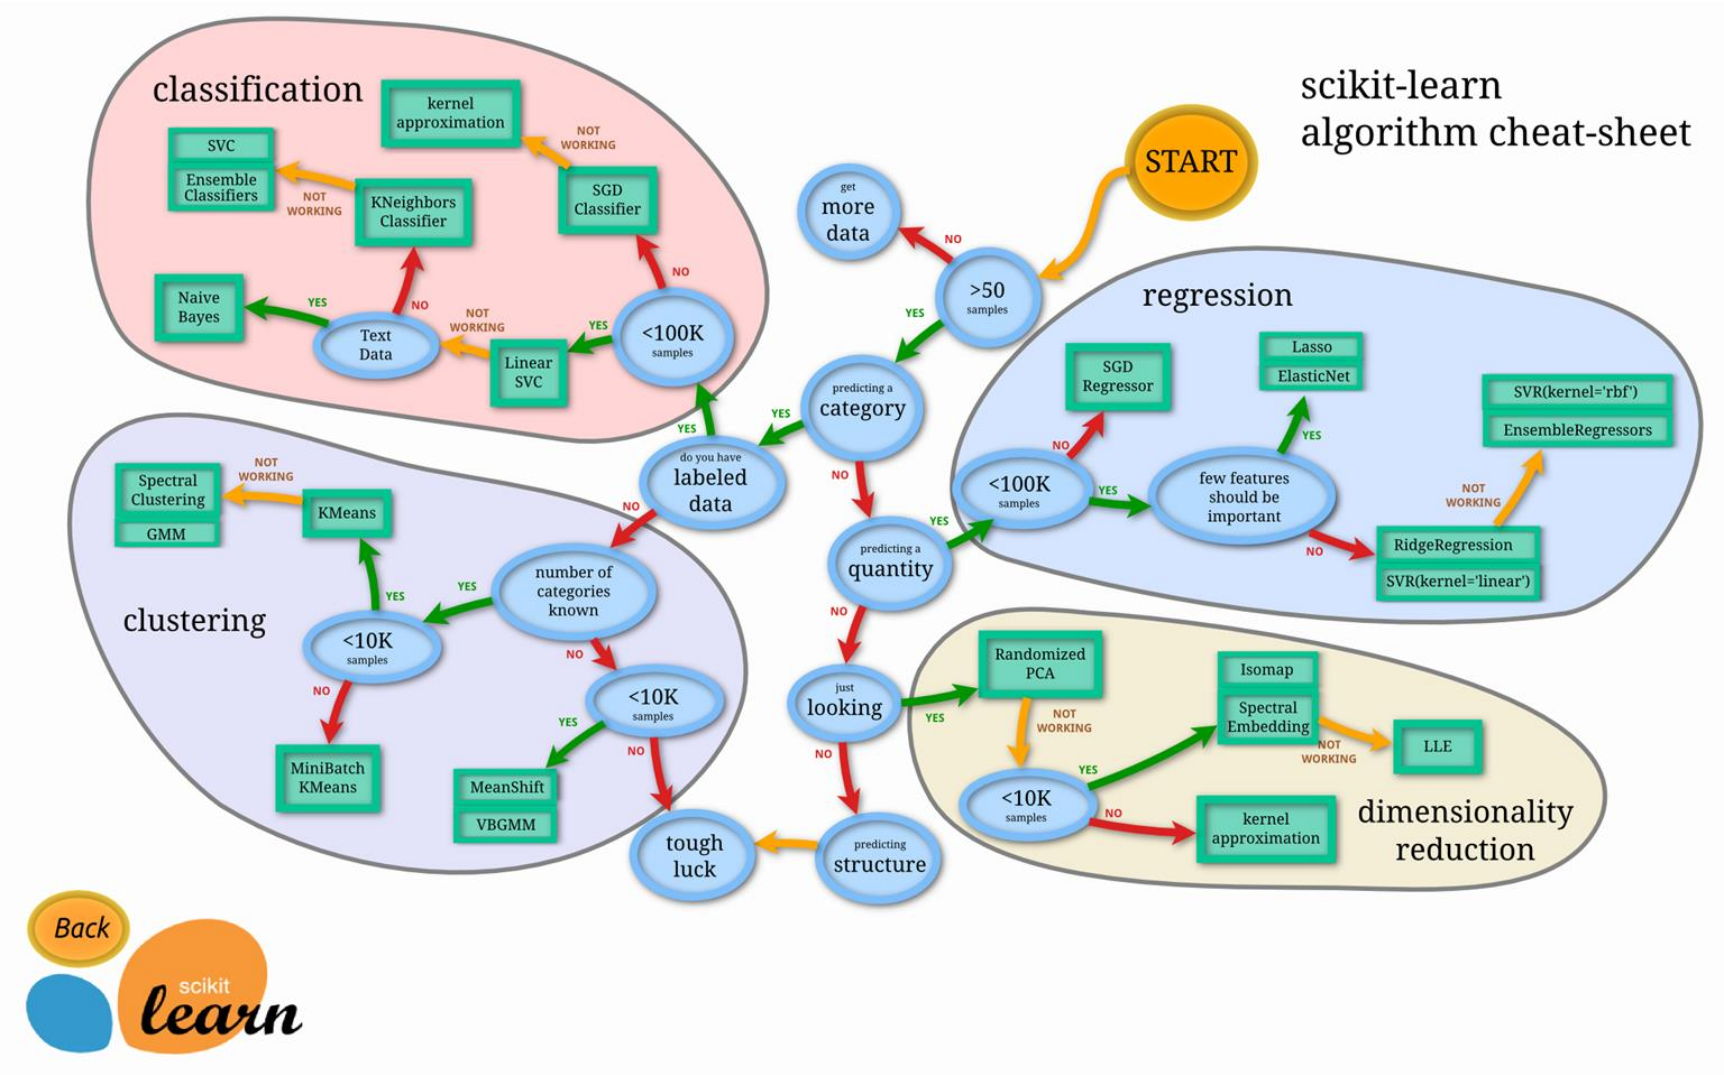 scikit-learn
algorithm cheat-sheet
START
classification
kernel
approximation
NOT
WORKING
SVC
Ensemble
Classifiers
NOT
WORKING
KNeighbors
Classifier
SGD
Classifier
NO
Naive
Bayes
YES
NO
Text
Data
NOT
WORKING
Linear
SVC
YES
<100K
samples
YES
get
more
data
NO
>50
samples
YES
predicting a
category
YES
NO
do you have
labeled
data
NO
predicting a
quantity
YES
NO
just
looking
YES
NO
predicting
structure
tough
luck
regression
SGD
Regressor
NO
<100K
samples
YES
Lasso
ElasticNet
YES
few features
should be
important
NO
SVR(kernel='rbf')
EnsembleRegressors
NOT
WORKING
RidgeRegression
SVR(kernel='linear')
clustering
Spectral
Clustering
GMM
NOT
WORKING
KMeans
YES
<10K
samples
NO
MiniBatch
KMeans
YES
number of
categories
known
NO
<10K
samples
YES
NO
MeanShift
VBGMM
Randomized
PCA
NOT
WORKING
<10K
samples
YES
NO
Isomap
Spectral
Embedding
NOT
WORKING
LLE
kernel
approximation
dimensionality
reduction
Back
scikit
learn